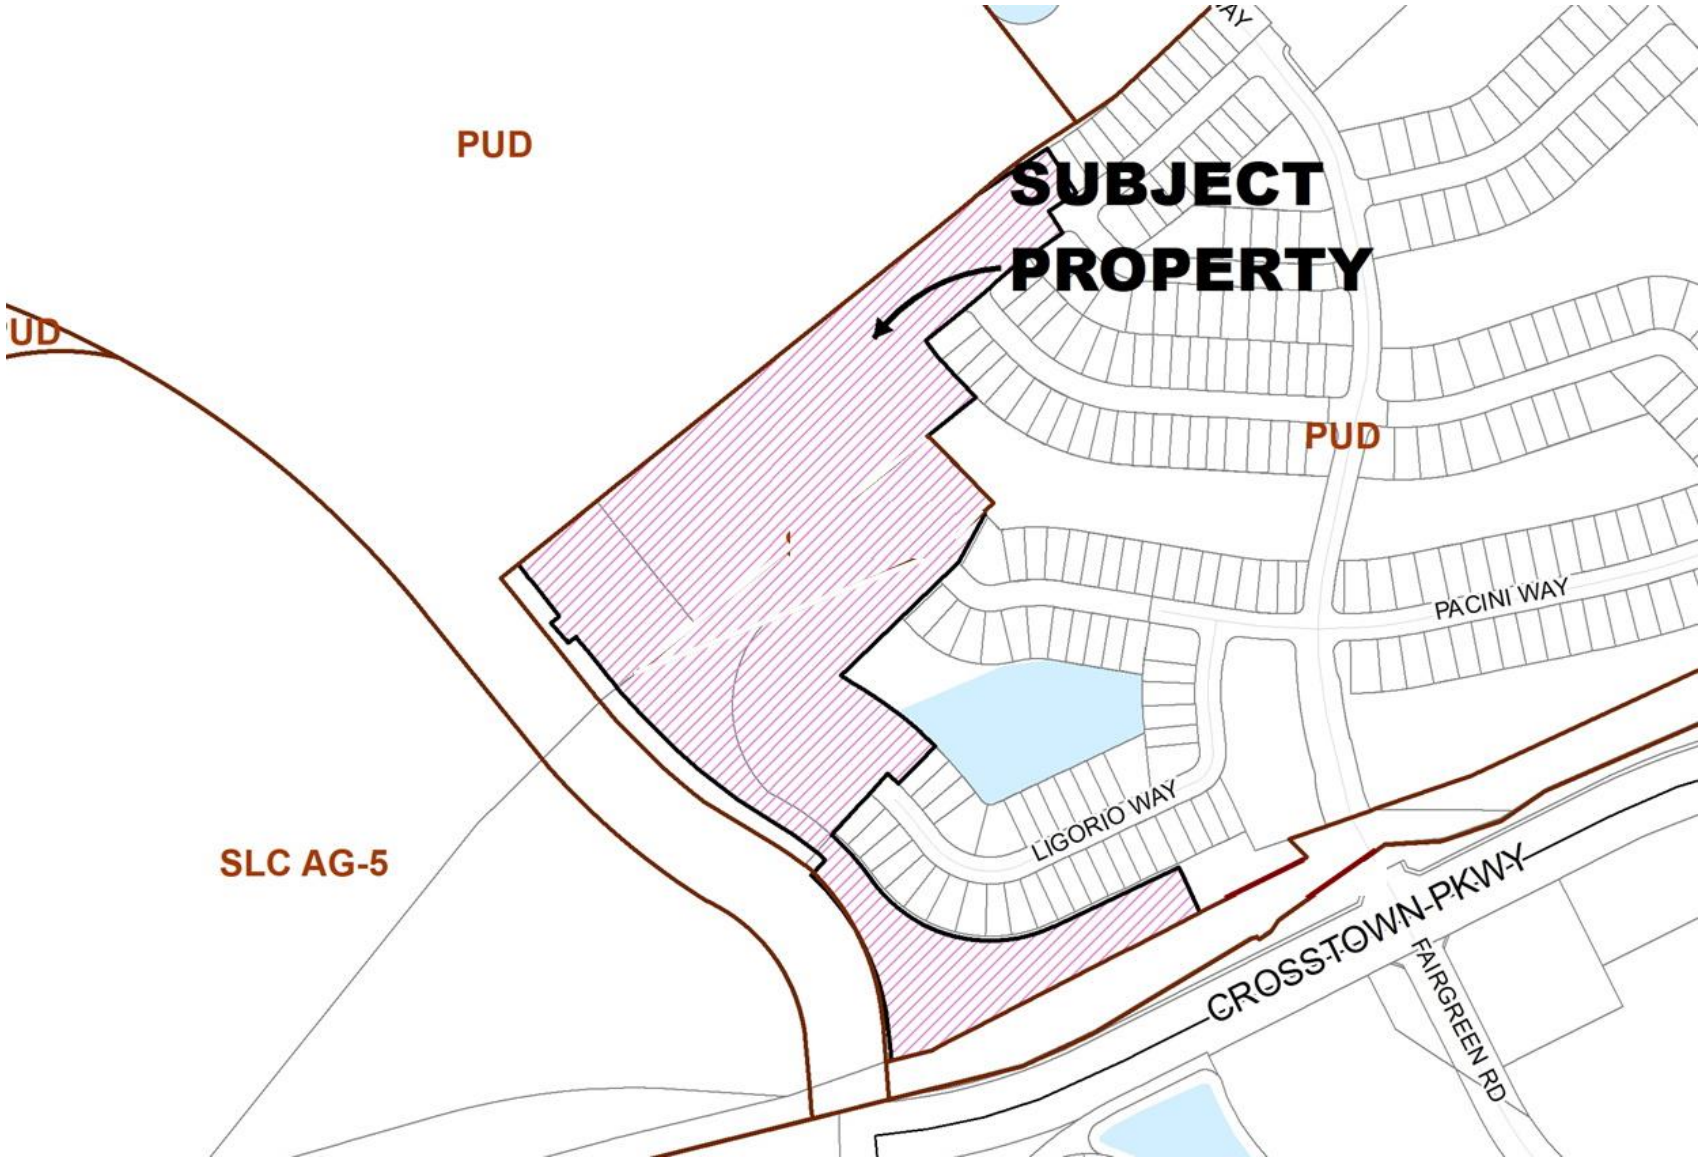 PUD
SUBJECT
PROPERTY
UD
PUD
PACINI WAY
LIGORIO WAY
SLC AG-5
CROSSTOWN PKWY
FAIRGREEN RD